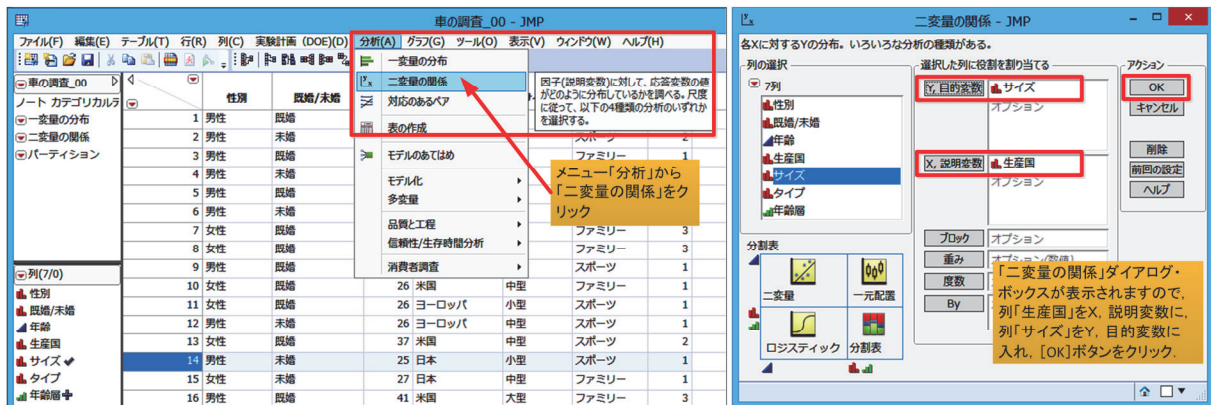 車の調査_00 - JMP
ファイル(F) 編集(E) テーブル(T) 行(R) 列(C) 実験計画 (DOE)(D) 分析(A) グラフ(G) ツール(O) 表示(V) ウィンドウ(W) ヘルプ(H)
車の調査_00
ノート カテゴリカルラ
一変量の分布
二変量の関係
パーティション
列(7/0)
性別
既婚/未婚
年齢
生産国
サイズ
タイプ
年齢層
性別 既婚/未婚
1 男性 既婚
2 男性 未婚 スポーツ 2
3 男性 既婚 ファミリー 1
4 男性 既婚
5 男性 既婚
6 男性 未婚
7 女性 既婚 ファミリー 3
8 女性 既婚 ファミリー 3
9 男性 既婚 スポーツ 1
10 女性 既婚 26 米国 中型 ファミリー 1
11 女性 既婚 26 ヨーロッパ 小型 スポーツ 1
12 男性 未婚 26 ヨーロッパ 中型 スポーツ 1
13 女性 既婚 37 米国 中型 スポーツ 2
14 男性 未婚 25 日本 小型 スポーツ 1
15 女性 未婚 27 日本 中型 ファミリー 1
16 男性 既婚 41 米国 大型 ファミリー 3
一変量の分布
二変量の関係
対応のあるペア
表の作成
モデルのあてはめ
モデル化
多変量
品質と工程
信頼性/生存時間分析
消費者調査
因子(説明変数)に対して, 応答変数の値
がどのように分布しているかを調べる。尺度
に従って、以下の4種類の分析のいずれか
を選択する。
メニュー「分析」から
「二変量の関係」をク
リック
二変量の関係 - JMP
各Xに対するYの分布。いろいろな分析の種類がある。
列の選択
7列
性別
既婚/未婚
年齢
生産国
サイズ
タイプ
年齢層
分割表
二変量 一元配置
ロジスティック 分割表
選択した列に役割を割り当てる
Y, 目的変数 サイズ
オプション
X, 説明変数 生産国
オプション
ブロック オプション
重み オプション(数値)
度数
By
アクション
OK
キャンセル
削除
前回の設定
ヘルプ
「二変量の関係」ダイアログ・
ボックスが表示されますので,
列「生産国」をX, 説明変数に,
列「サイズ」をY, 目的変数に
入れ, [OK]ボタンをクリック.